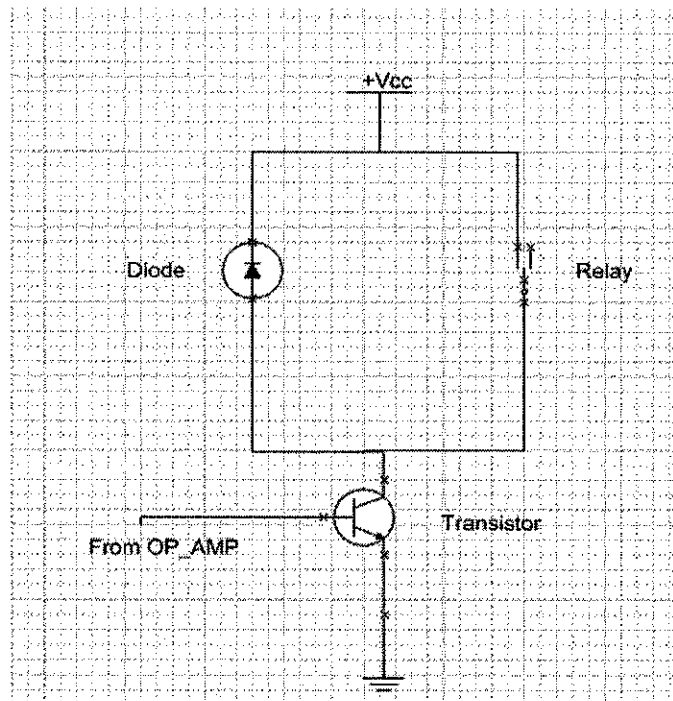 +Vcc
Diode
Relay
Transistor
From OP_AMP